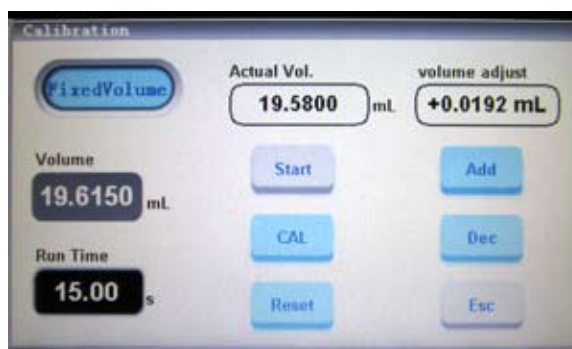 Calibration
FixedVolume
Actual Vol.
19.5800 mL
volume adjust
+0.0192 mL
Volume
19.6150 mL
Start
Add
CAL
Dec
Run Time
15.00 s
Reset
Esc